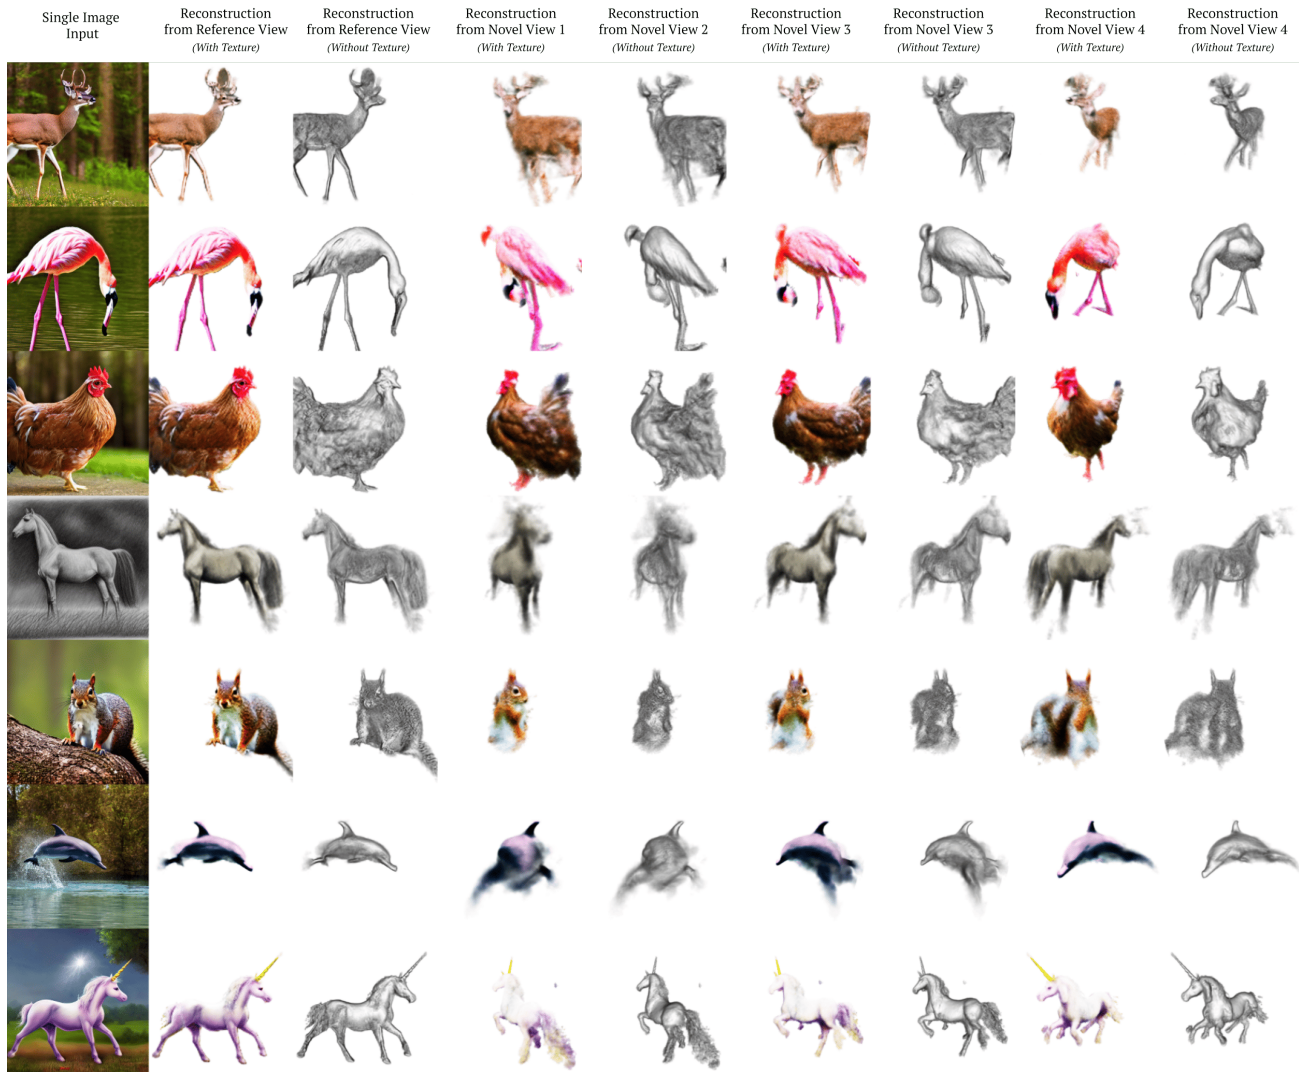 Single Image
Input
Reconstruction
from Reference View
(With Texture)
Reconstruction
from Reference View
(Without Texture)
Reconstruction
from Novel View 1
(With Texture)
Reconstruction
from Novel View 2
(Without Texture)
Reconstruction
from Novel View 3
(With Texture)
Reconstruction
from Novel View 3
(Without Texture)
Reconstruction
from Novel View 4
(With Texture)
Reconstruction
from Novel View 4
(Without Texture)